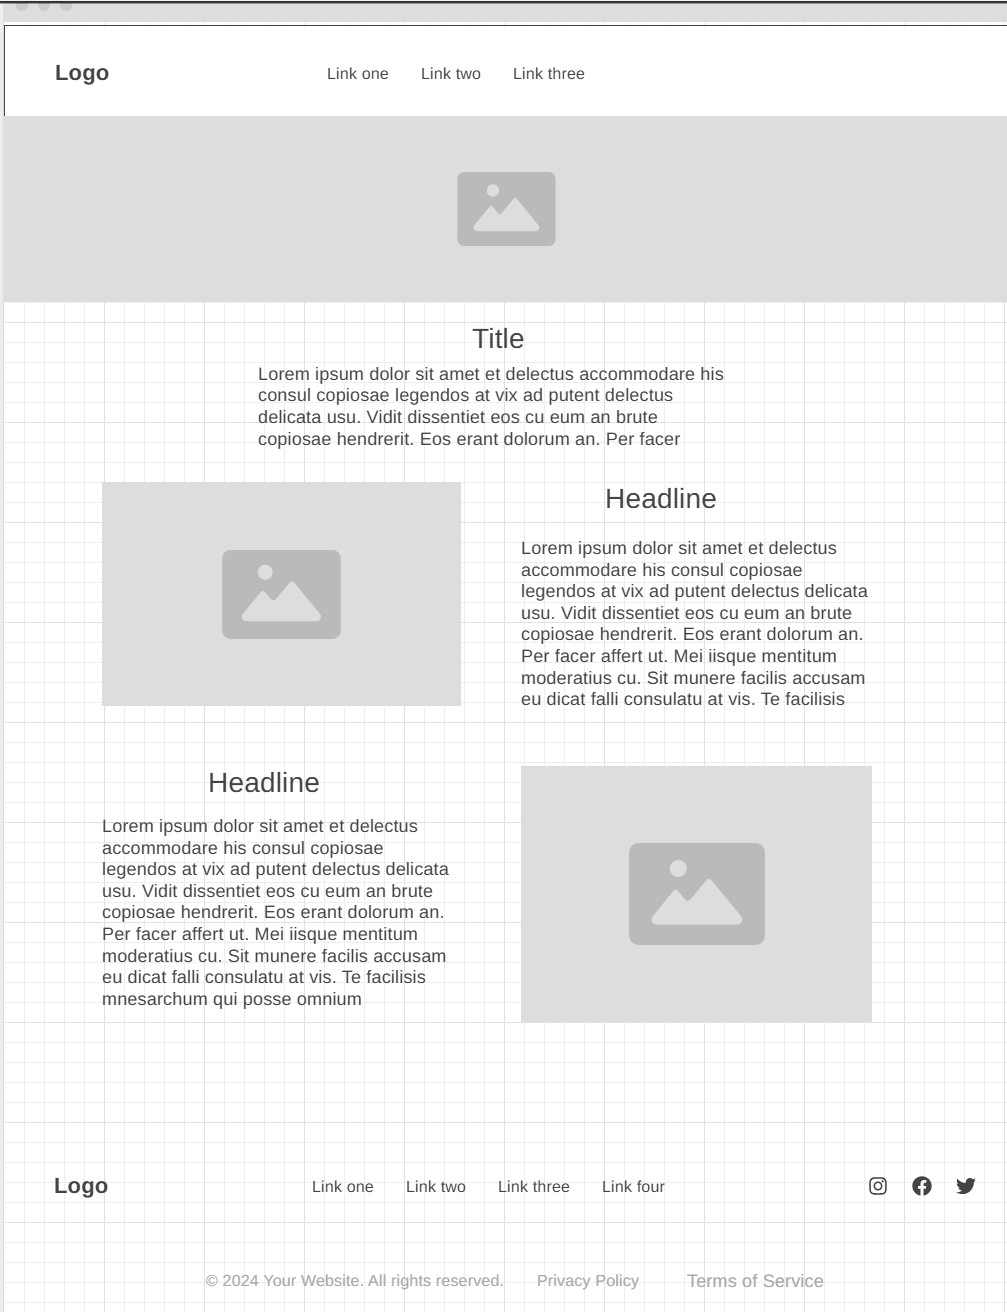 Logo
Link one Link two Link three
Title
Lorem ipsum dolor sit amet et delectus accommodare his
consul copiosae legendos at vix ad putent delectus
delicata usu. Vidit dissentiet eos cu eum an brute
copiosae hendrerit. Eos erant dolorum an. Per facer
Headline
Lorem ipsum dolor sit amet et delectus
accommodare his consul copiosae
legendos at vix ad putent delectus delicata
usu. Vidit dissentiet eos cu eum an brute
copiosae hendrerit. Eos erant dolorum an.
Per facer affert ut. Mei iisque mentitum
moderatius cu. Sit munere facilis accusam
eu dicat falli consulatu at vis. Te facilisis
Headline
Lorem ipsum dolor sit amet et delectus
accommodare his consul copiosae
legendos at vix ad putent delectus delicata
usu. Vidit dissentiet eos cu eum an brute
copiosae hendrerit. Eos erant dolorum an.
Per facer affert ut. Mei iisque mentitum
moderatius cu. Sit munere facilis accusam
eu dicat falli consulatu at vis. Te facilisis
mnesarchum qui posse omnium
Logo
Link one Link two Link three Link four
© 2024 Your Website. All rights reserved. Privacy Policy Terms of Service